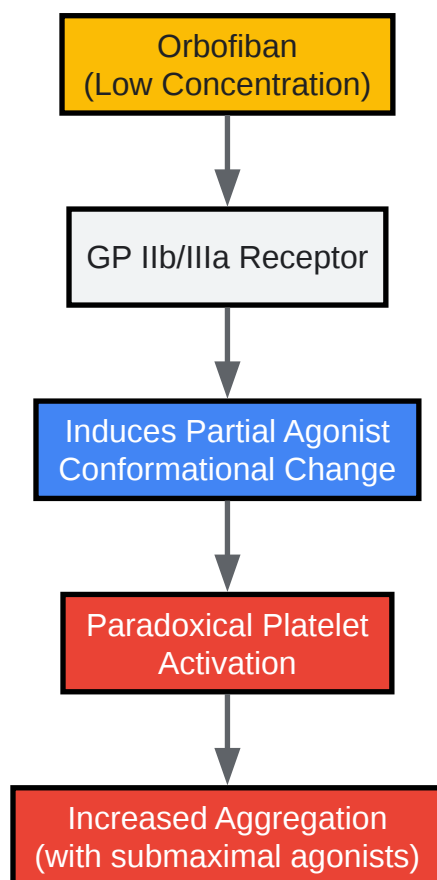 Orbofiban
(Low Concentration)
GP IIb/IIIa Receptor
Induces Partial Agonist
Conformational Change
Paradoxical Platelet
Activation
Increased Aggregation
(with submaximal agonists)